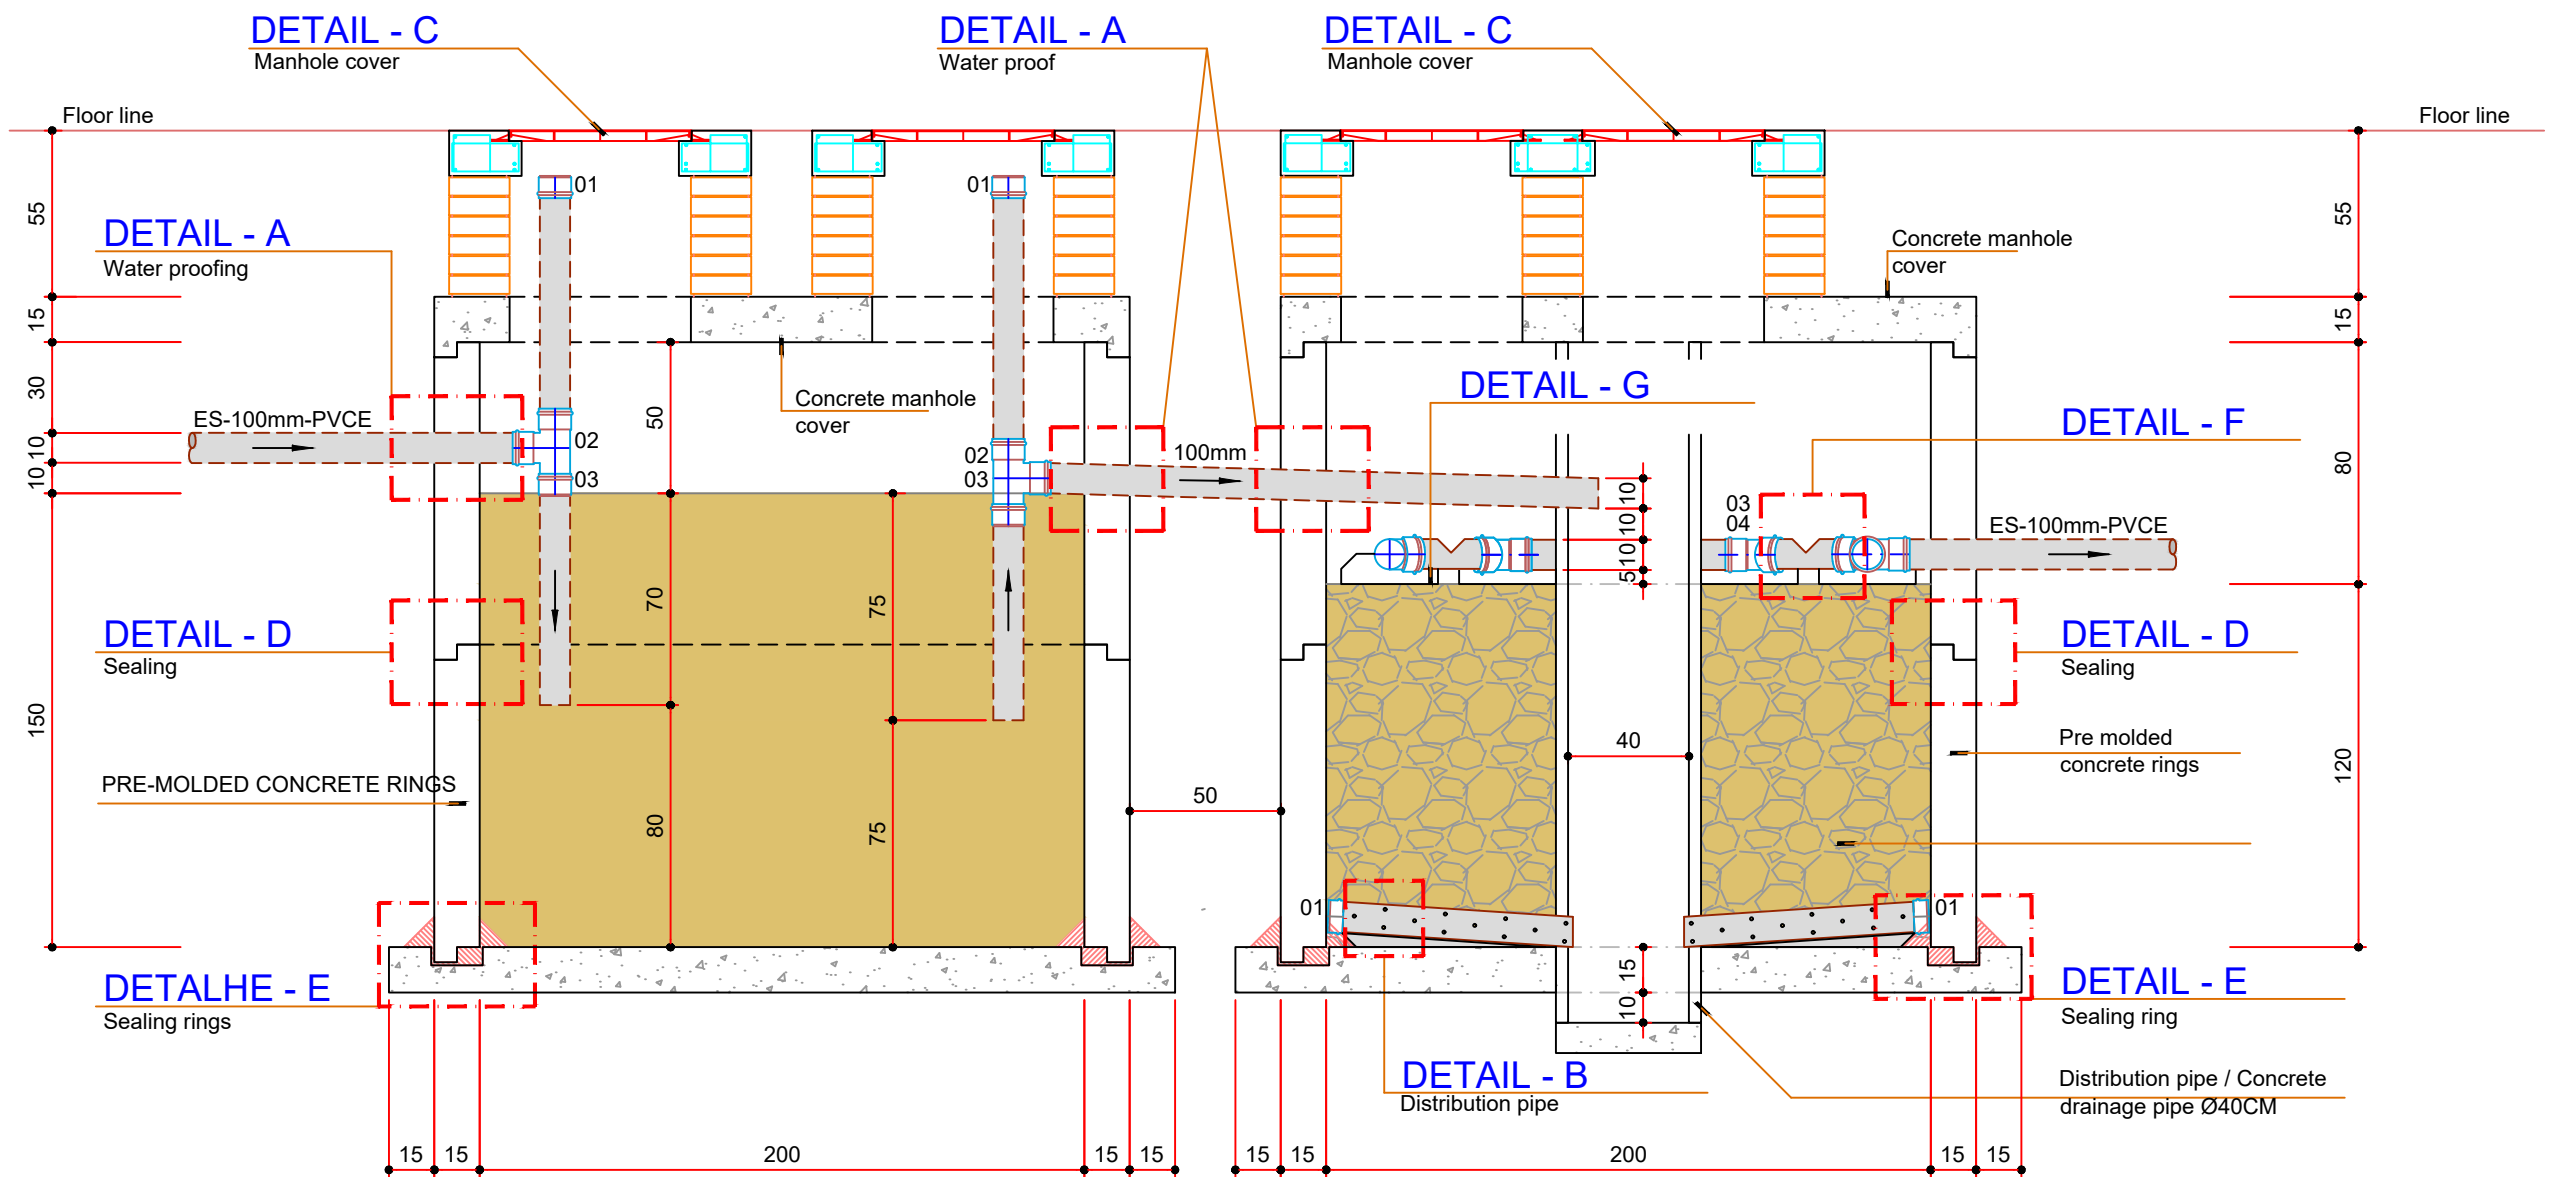 DETAIL - C
Manhole cover
DETAIL - A
Water proof
DETAIL - C
Manhole cover
Floor line
Floor line
01
01
55
55
DETAIL - A
Water proofing
Concrete manhole
cover
15
15
30
DETAIL - G
Concrete manhole
cover
50
ES-100mm-PVCE
DETAIL - F
02
02
100mm
10
10
03
03
80
10
10
10
5
03
04
ES-100mm-PVCE
70
75
DETAIL - D
Sealing
DETAIL - D
Sealing
150
40
Pre molded
concrete rings
PRE-MOLDED CONCRETE RINGS
50
120
80
75
01
01
DETALHE - E
Sealing rings
15
10
DETAIL - E
Sealing ring
DETAIL - B
Distribution pipe
Distribution pipe / Concrete
drainage pipe Ø40CM
15
15
200
15
15
15
15
200
15
15